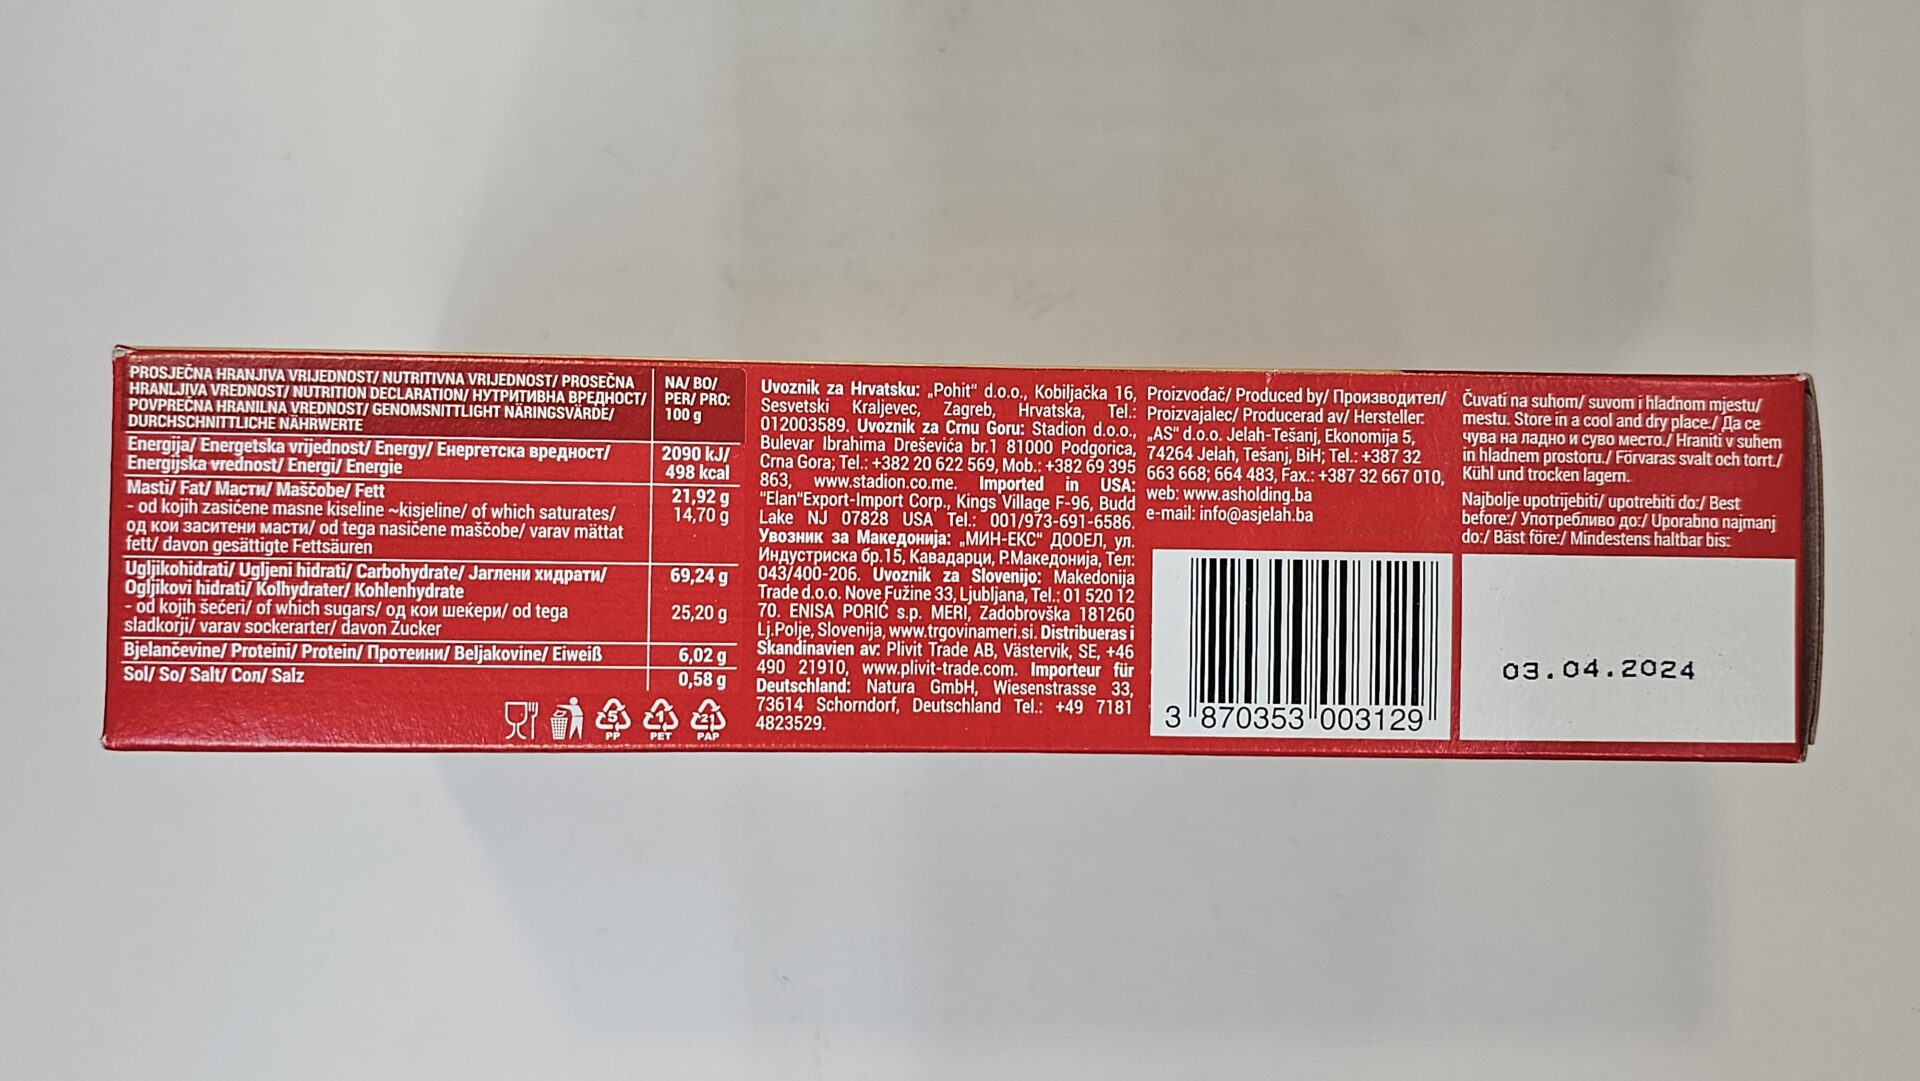 PROSJEČNA HRANJIVA VRIJEDNOST/ NUTRITIVNA VRIJEDNOST/ PROSEČNA
HRANLJIVA VREDNOST/ NUTRITION DECLARATION/ НУТРИТИВНА ВРЕДНОСТ/
POVPREČNA HRANILNA VREDNOST/ GENOMSNITTLIGHT NÄRINGSVÄRDE/
DURCHSCHNITTLICHE NÄHRWERTE
NA/ BO/
PER/ PRO:
100 g
Energija/ Energetska vrijednost/ Energy/ Енергетска вредност/
Energijska vrednost/ Energi/ Energie
2090 kJ/
498 kcal
Masti/ Fat/ Масти/ Maščobe/ Fett
21,92 g
- od kojih zasićene masne kiseline ~kisjeline/ of which saturates/
14,70 g
од кои заситени масти/ od tega nasičene maščobe/ varav mättat
fett/ davon gesättigte Fettsäuren
Ugljikohidrati/ Ugljeni hidrati/ Carbohydrate/ Јаглени хидрати/
69,24 g
Ogljikovi hidrati/ Kolhydrater/ Kohlenhydrate
- od kojih šećeri/ of which sugars/ од кои шеќери/ od tega
25,20 g
sladkorji/ varav sockerarter/ davon Zucker
Bjelančevine/ Proteini/ Protein/ Протеини/ Beljakovine/ Eiweiß
6,02 g
Sol/ So/ Salt/ Сол/ Salz
0,58 g
5
PP
1
PET
21
PAP
Uvoznik za Hrvatsku: „Pohit“ d.o.o., Kobiljačka 16,
Sesvetski Kraljevec, Zagreb, Hrvatska, Tel.:
012003589. Uvoznik za Crnu Goru: Stadion d.o.o.,
Bulevar Ibrahima Dreševića br.1 81000 Podgorica,
Crna Gora; Tel.: +382 20 622 569, Mob.: +382 69 395
863, www.stadion.co.me. Imported in USA:
"Elan"Export-Import Corp., Kings Village F-96, Budd
Lake NJ 07828 USA Tel.: 001/973-691-6586.
Увозник за Македонија: „МИН-ЕКС“ ДООЕЛ, ул.
Индустриска бр.15, Кавадарци, Р.Македонија, Тел:
043/400-206. Uvoznik za Slovenijo: Makedonija
Trade d.o.o. Nove Fužine 33, Ljubljana, Tel.: 01 520 12
70. ENISA PORIĆ s.p. MERI, Zadobrovška 181260
Lj.Polje, Slovenija, www.trgovinameri.si. Distribueras i
Skandinavien av: Plivit Trade AB, Västervik, SE, +46
490 21910, www.plivit-trade.com. Importeur für
Deutschland: Natura GmbH, Wiesenstrasse 33,
73614 Schorndorf, Deutschland Tel.: +49 7181
4823529.
Proizvođač/ Produced by/ Производител/
Proizvajalec/ Producerad av/ Hersteller:
„AS“ d.o.o. Jelah-Tešanj, Ekonomija 5,
74264 Jelah, Tešanj, BiH; Tel.: +387 32
663 668; 664 483, Fax.: +387 32 667 010,
web: www.asholding.ba
e-mail: info@asjelah.ba
3 870353 003129
Čuvati na suhom/ suvom i hladnom mjestu/
mestu. Store in a cool and dry place./ Да се
чува на ладно и суво место./ Hraniti v suhem
in hladnem prostoru./ Förvaras svalt och torrt./
Kühl und trocken lagern.
Najbolje upotrijebiti/ upotrebiti do:/ Best
before:/ Употребливо до:/ Uporabno najmanj
do:/ Bäst före:/ Mindestens haltbar bis:
03.04.2024